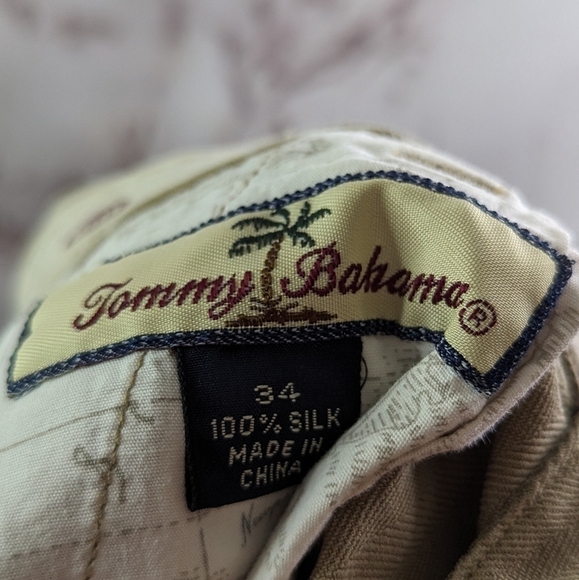 Tommy Bahama®
34
100% SILK
MADE IN
CHINA